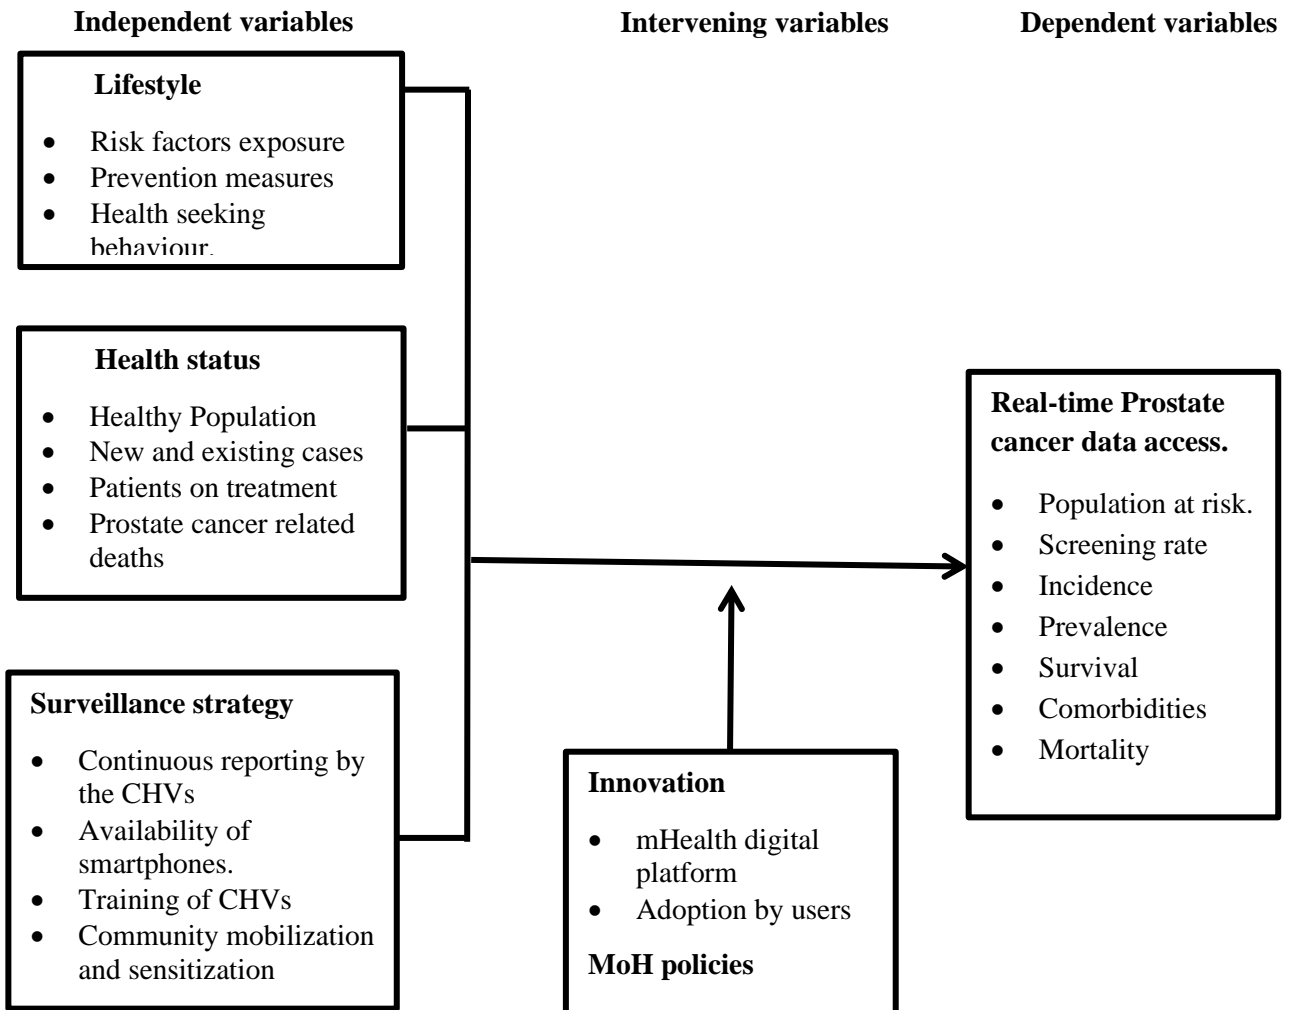 Independent variables
Intervening variables
Dependent variables
Lifestyle
• Risk factors exposure
• Prevention measures
• Health seeking
behaviour.
Health status
• Healthy Population
• New and existing cases
• Patients on treatment
• Prostate cancer related
deaths
Surveillance strategy
• Continuous reporting by
the CHVs
• Availability of
smartphones.
• Training of CHVs
• Community mobilization
and sensitization
Innovation
• mHealth digital
platform
• Adoption by users
MoH policies
Real-time Prostate
cancer data access.
• Population at risk.
• Screening rate
• Incidence
• Prevalence
• Survival
• Comorbidities
• Mortality